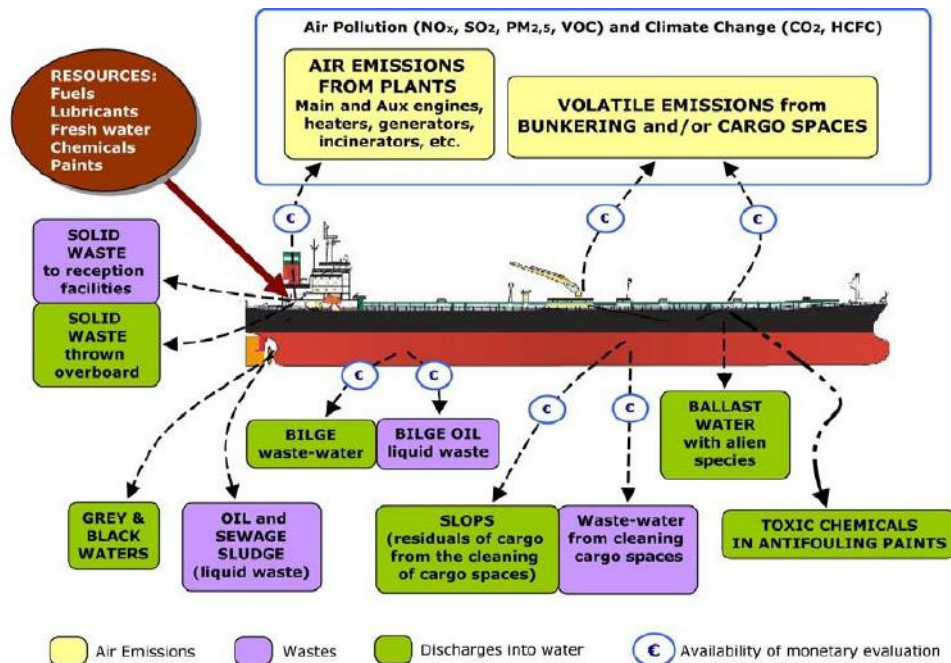 Air Pollution (NOx, SO2, PM2,5, VOC) and Climate Change (CO2, HCFC)
RESOURCES:
Fuels
Lubricants
Fresh water
Chemicals
Paints
AIR EMISSIONS
FROM PLANTS
Main and Aux engines,
heaters, generators,
incinerators, etc.
VOLATILE EMISSIONS from
BUNKERING and/or CARGO SPACES
€
€
€
SOLID
WASTE
to reception
facilities
SOLID
WASTE
thrown
overboard
€
€
€
€
BILGE
waste-water
BILGE OIL
liquid waste
BALLAST
WATER
with alien
species
GREY &
BLACK
WATERS
OIL and
SEWAGE
SLUDGE
(liquid waste)
SLOPS
(residuals of cargo
from the cleaning
of cargo spaces)
Waste-water
from cleaning
cargo spaces
TOXIC CHEMICALS
IN ANTIFOULING PAINTS
Air Emissions
Wastes
Discharges into water
€ Availability of monetary evaluation